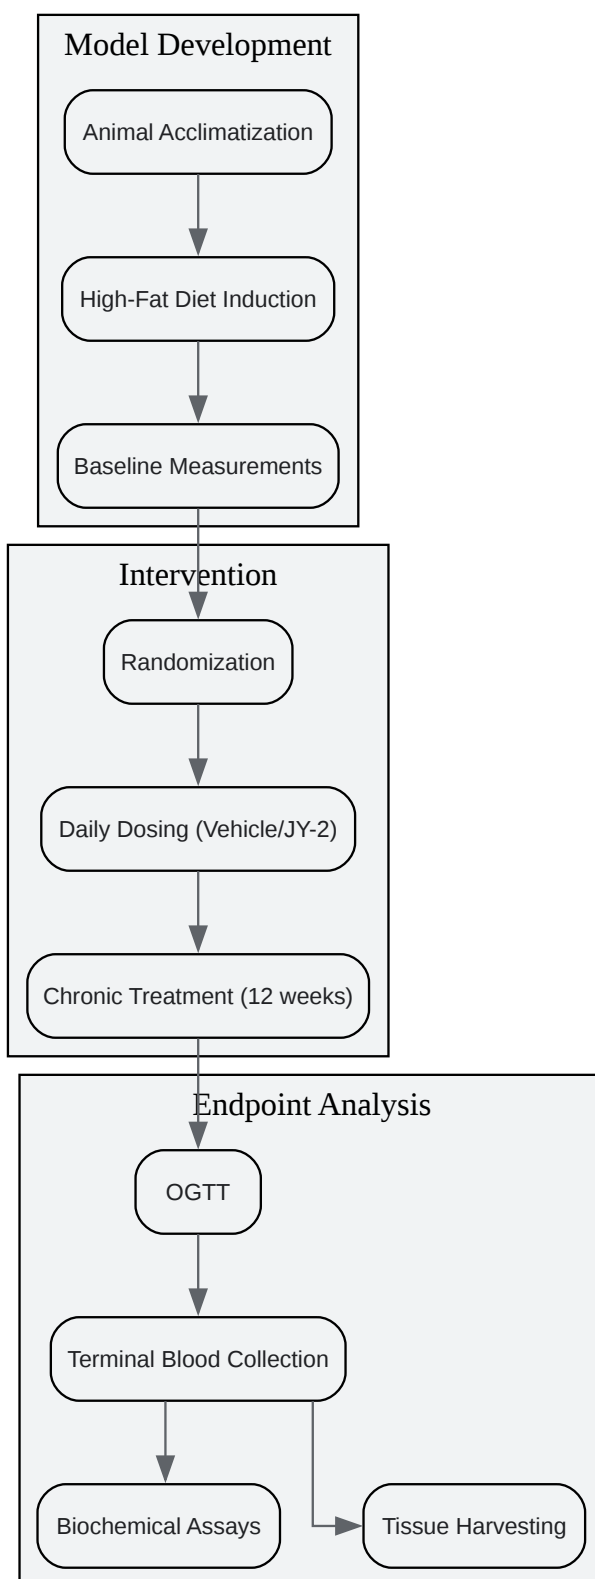 Model Development
Animal Acclimatization
High-Fat Diet Induction
Baseline Measurements
Intervention
Randomization
Daily Dosing (Vehicle/JY-2)
Chronic Treatment (12 weeks)
Endpoint Analysis
OGTT
Terminal Blood Collection
Biochemical Assays
Tissue Harvesting